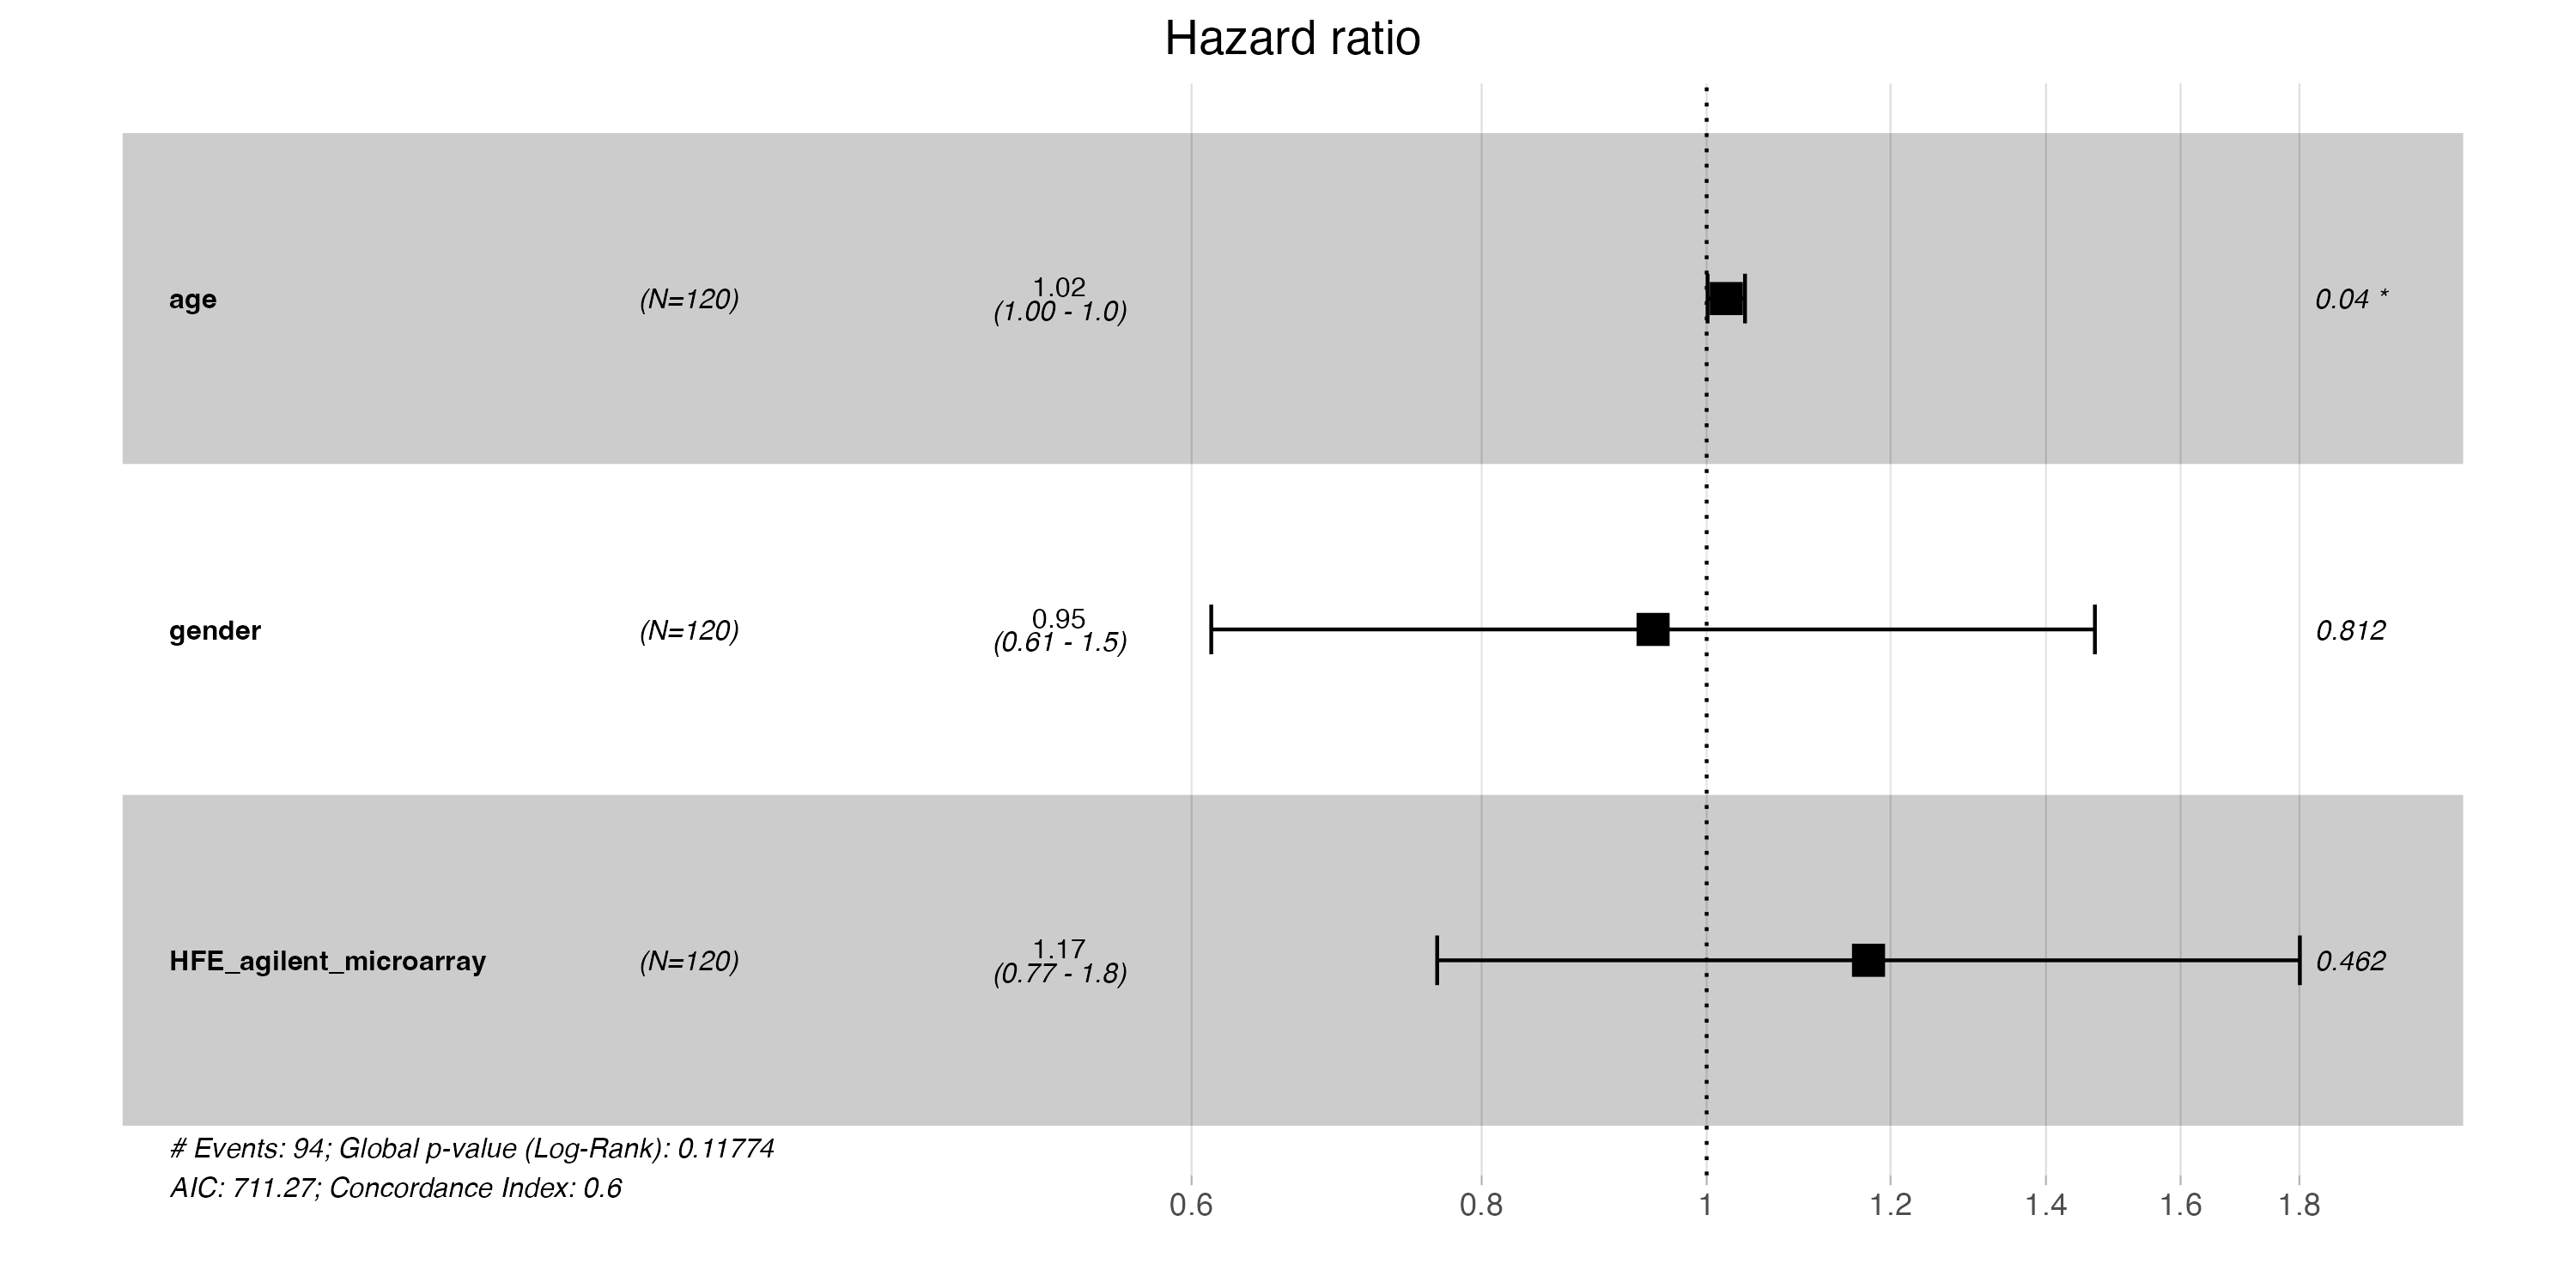 Hazard ratio
age (N=120) 1.02 0.04 *
(1.00 - 1.0)
gender (N=120) 0.95 0.812
(0.61 - 1.5)
HFE_agilent_microarray (N=120) 1.17 0.462
(0.77 - 1.8)
# Events: 94; Global p-value (Log-Rank): 0.11774
AIC: 711.27; Concordance Index: 0.6
0.6 0.8 1 1.2 1.4 1.6 1.8